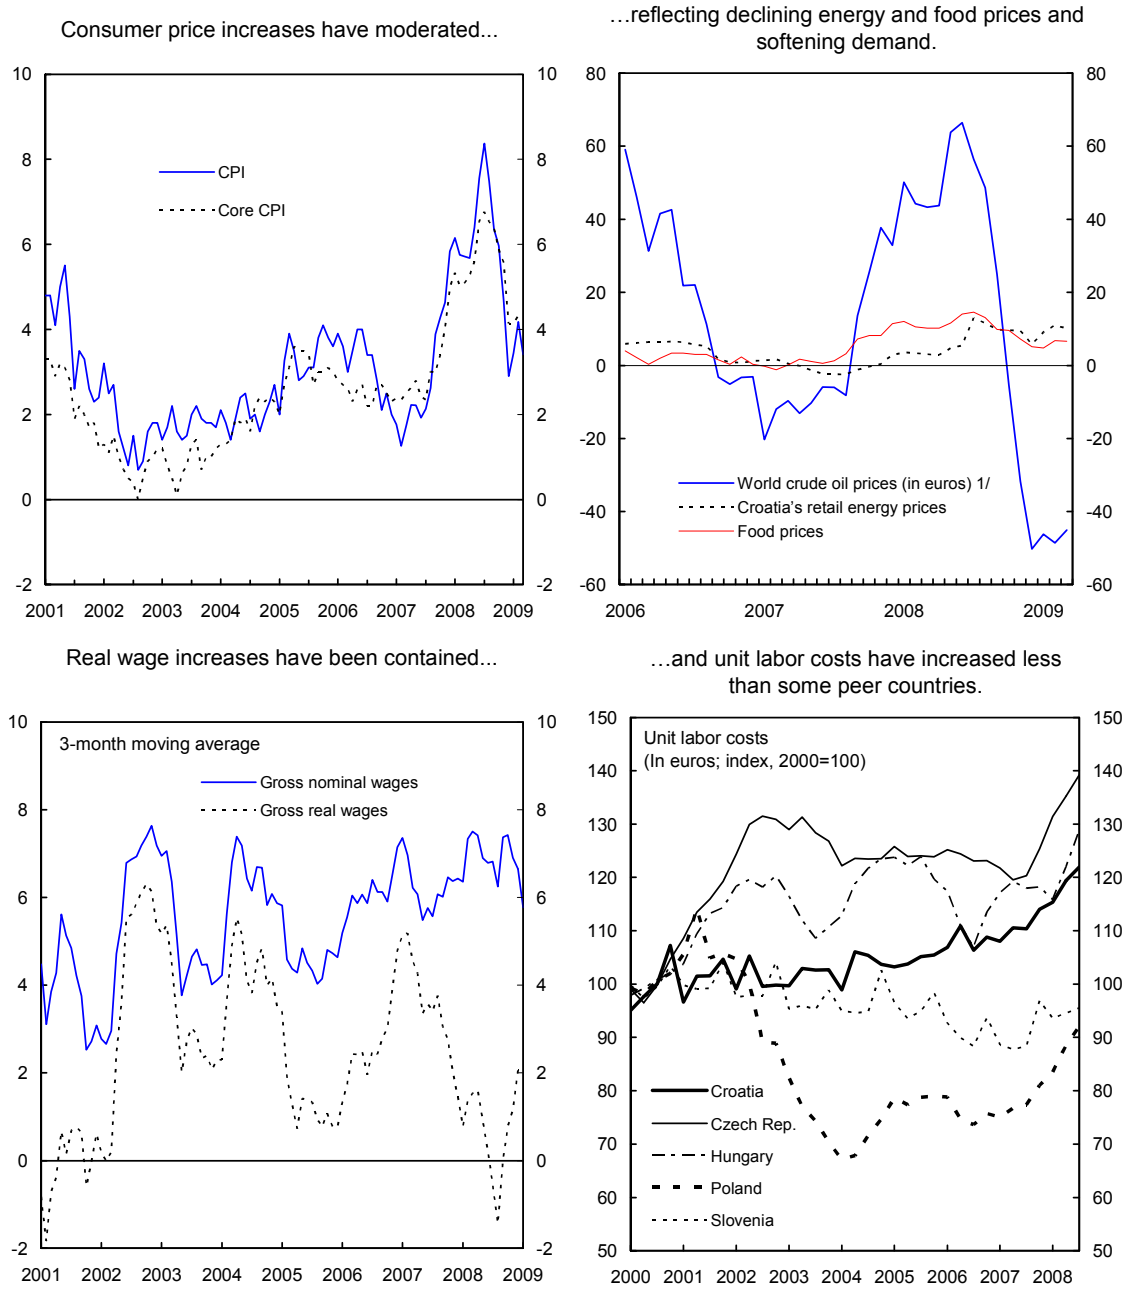 Consumer price increases have moderated...
10
8
6
4
2
0
-2
10
8
6
4
2
0
-2
CPI
Core CPI
2001 2002 2003 2004 2005 2006 2007 2008 2009
…reflecting declining energy and food prices and
softening demand.
80
60
40
20
0
-20
-40
-60
80
60
40
20
0
-20
-40
-60
World crude oil prices (in euros) 1/
Croatia's retail energy prices
Food prices
2006 2007 2008 2009
Real wage increases have been contained...
10
8
6
4
2
0
-2
10
8
6
4
2
0
-2
3-month moving average
Gross nominal wages
Gross real wages
2001 2002 2003 2004 2005 2006 2007 2008 2009
…and unit labor costs have increased less
than some peer countries.
150
140
130
120
110
100
90
80
70
60
50
150
140
130
120
110
100
90
80
70
60
50
Unit labor costs
(In euros; index, 2000=100)
Croatia
Czech Rep.
Hungary
Poland
Slovenia
2000 2001 2002 2003 2004 2005 2006 2007 2008